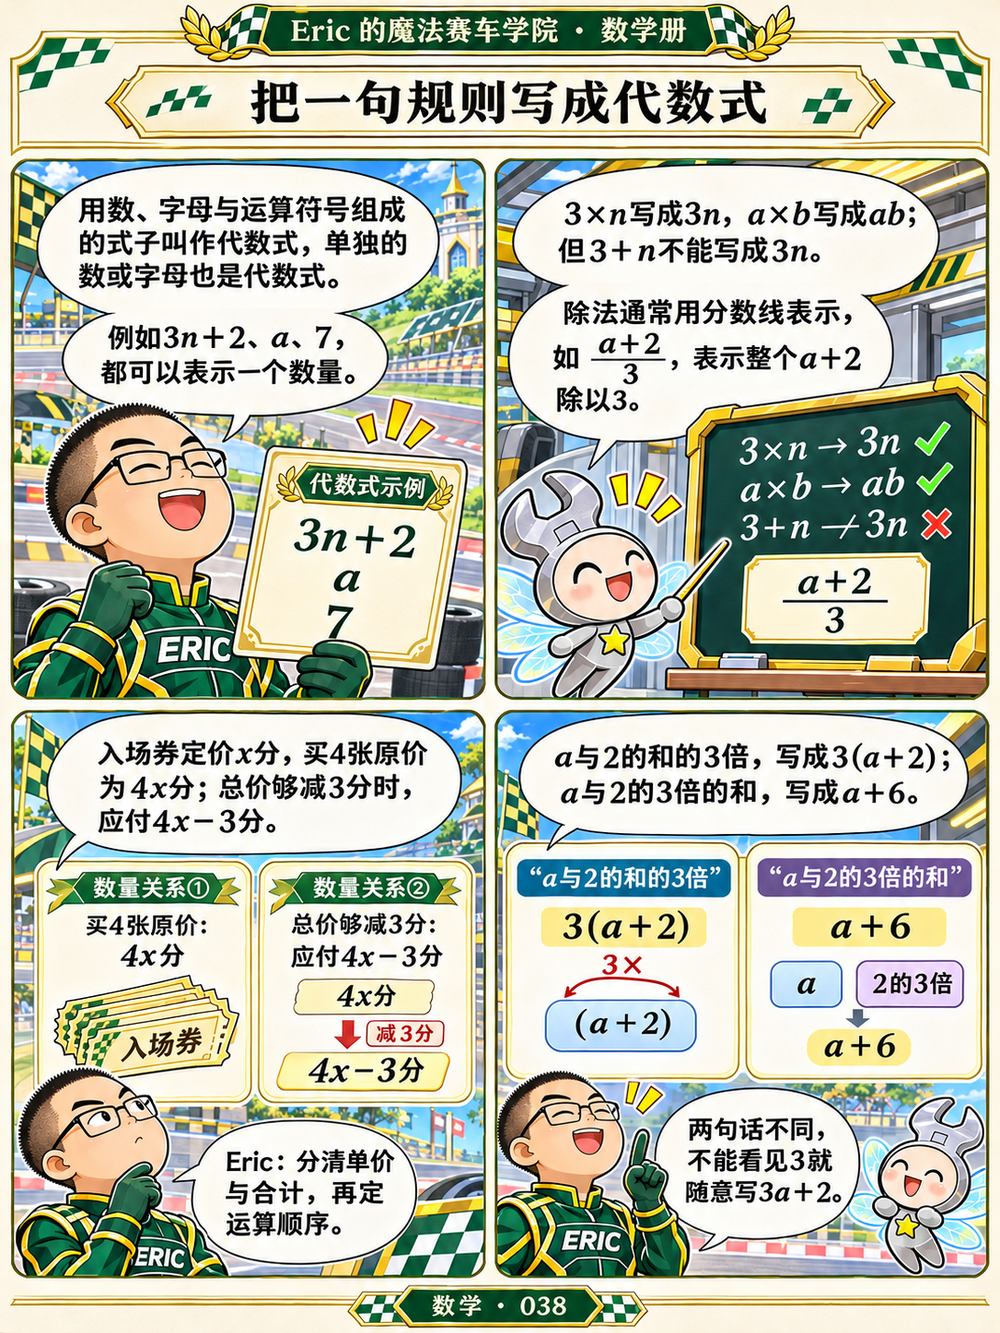 Eric 的魔法赛车学院 · 数学册
把一句规则写成代数式
用数、字母与运算符号组成
的式子叫作代数式，单独的
数或字母也是代数式。
例如3n+2、a、7，
都可以表示一个数量。
代数式示例
3n+2
a
7
ERIC
3×n写成3n，a×b写成ab；
但3+n不能写成3n。
除法通常用分数线表示，
如 (a+2)/3，表示整个a+2
除以3。
3×n→3n ✓
a×b→ab ✓
3+n↛3n ✗
(a+2)/3
入场券定价x分，买4张原价
为4x分；总价够减3分时，
应付4x−3分。
数量关系①
买4张原价：
4x分
入场券
数量关系②
总价够减3分：
应付4x−3分
4x分
减3分
4x−3分
Eric：分清单价
与合计，再定
运算顺序。
ERIC
a与2的和的3倍，写成3(a+2)；
a与2的3倍的和，写成a+6。
“a与2的和的3倍”
3(a+2)
3×
(a+2)
“a与2的3倍的和”
a+6
a
2的3倍
a+6
两句话不同，
不能看见3就
随意写3a+2。
ERIC
数学 · 038